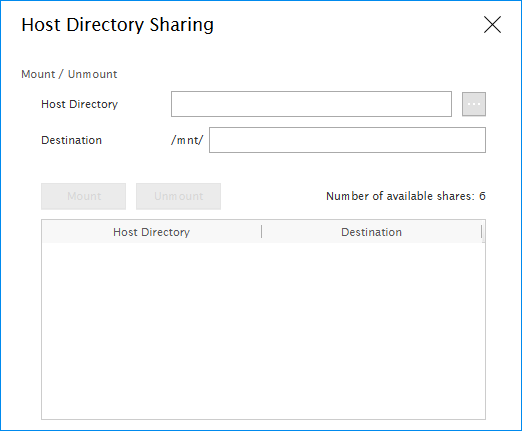 Host Directory Sharing
Mount / Unmount
Host Directory
...
Destination /mnt/
Mount Unmount Number of available shares: 6
Host Directory Destination